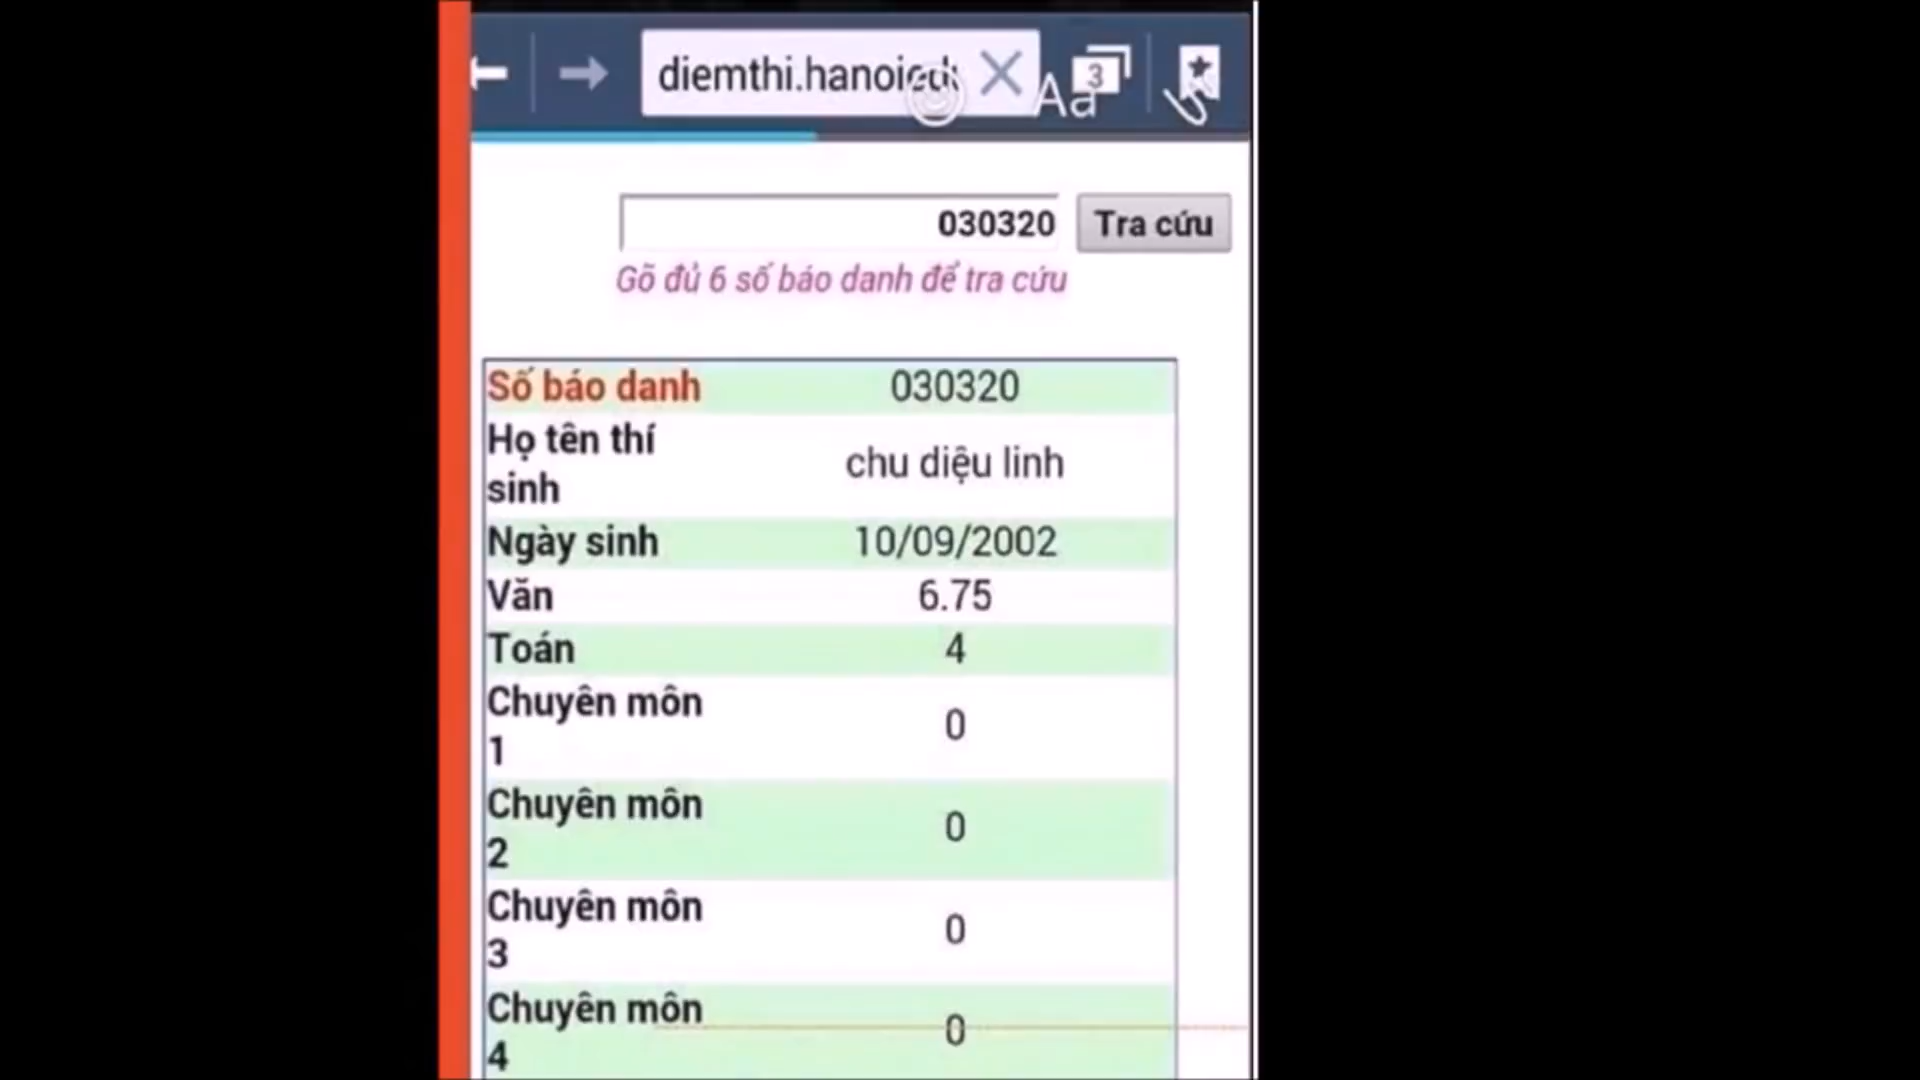 diemthi.hanoiedu
3
Aa
030320
Tra cứu
Gõ đủ 6 số báo danh để tra cứu
Số báo danh 030320
Họ tên thí sinh chu diệu linh
Ngày sinh 10/09/2002
Văn 6.75
Toán 4
Chuyên môn 1 0
Chuyên môn 2 0
Chuyên môn 3 0
Chuyên môn 4 0